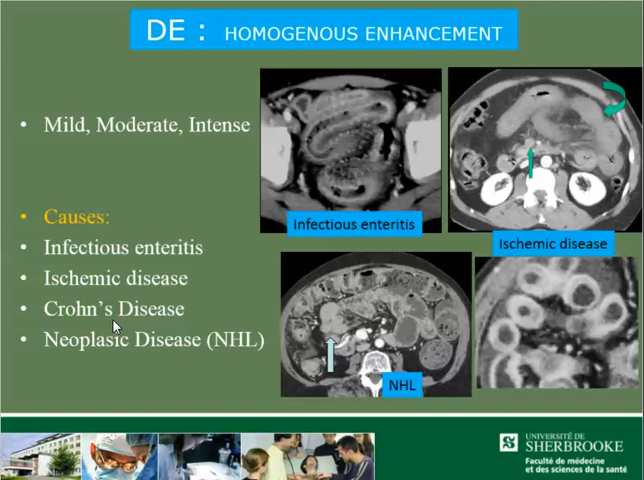 DE : HOMOGENOUS ENHANCEMENT
• Mild, Moderate, Intense
• Causes:
• Infectious enteritis
• Ischemic disease
• Crohn's Disease
• Neoplasic Disease (NHL)
Infectious enteritis
Ischemic disease
NHL
S
UNIVERSITÉ DE
SHERBROOKE
Faculté de médecine
et des sciences de la santé